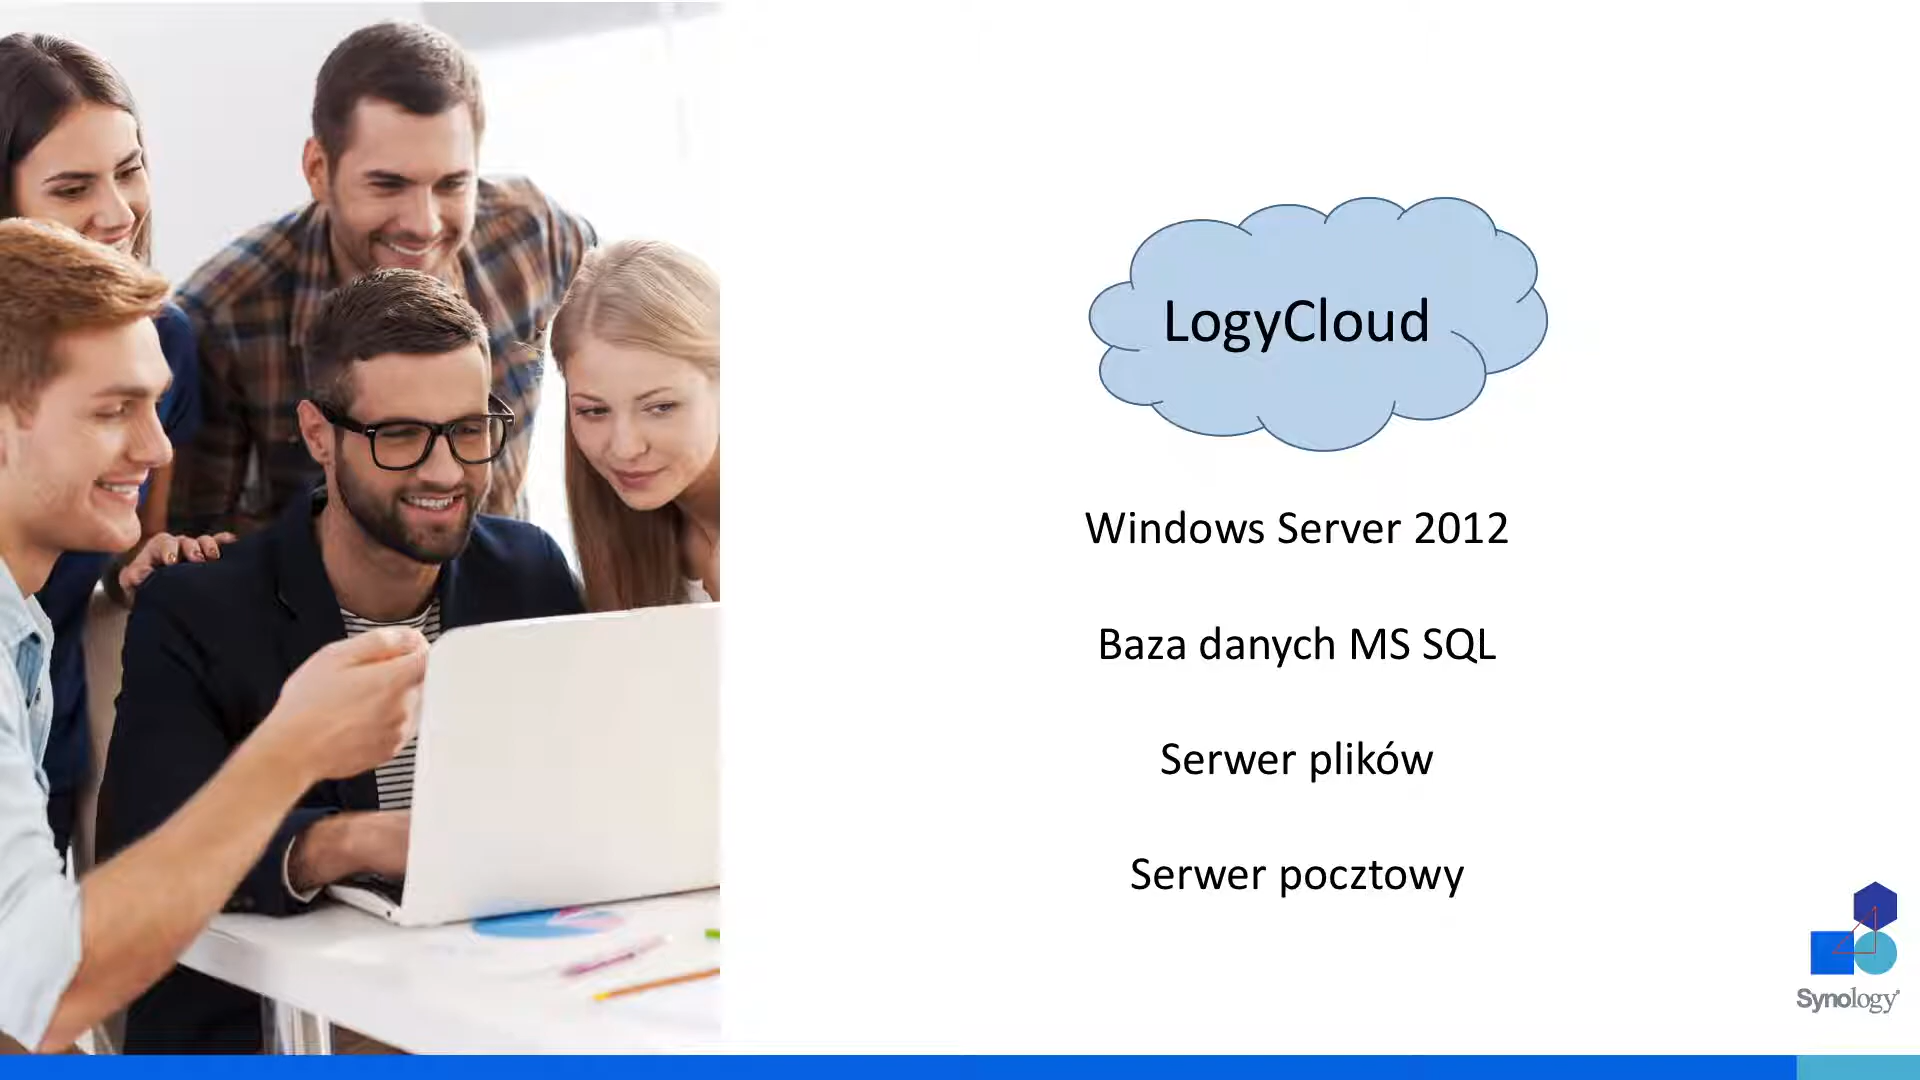 LogyCloud
Windows Server 2012
Baza danych MS SQL
Serwer plików
Serwer pocztowy
Synology